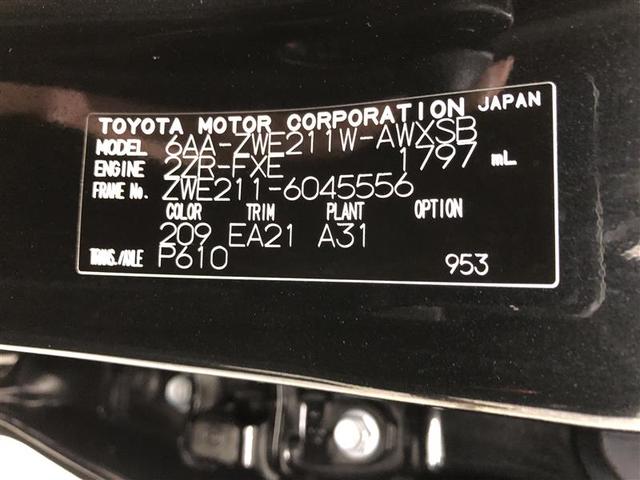 TOYOTA MOTOR CORPORATION JAPAN
MODEL 6AA-ZWE211W-AWXSB
ENGINE 2ZR-FXE 1797 mL
FRAME No. ZWE211-6045556
COLOR TRIM PLANT OPTION
209 EA21 A31
TRANS./AXLE P610 953